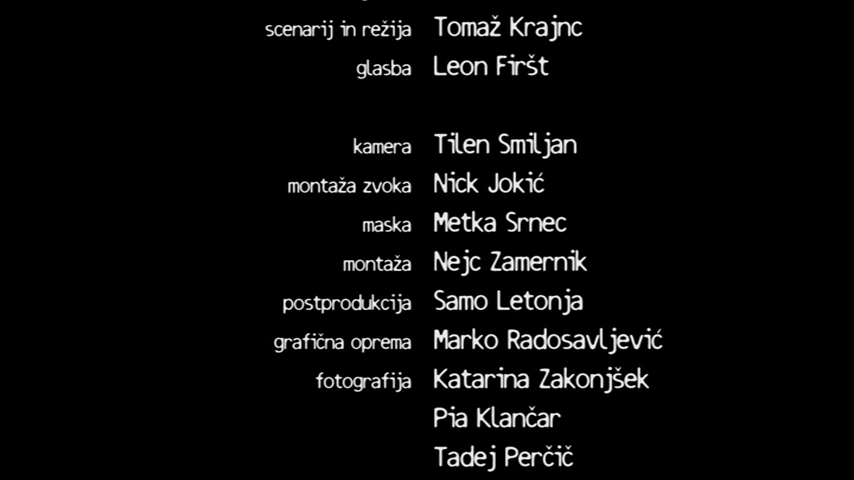 scenarij in režija Tomaž Krajnc
glasba Leon Firšt
kamera Tilen Smiljan
montaža zvoka Nick Jokić
maska Metka Srnec
montaža Nejc Zamernik
postprodukcija Samo Letonja
grafična oprema Marko Radosavljević
fotografija Katarina Zakonjšek
Pia Klančar
Tadej Perčič